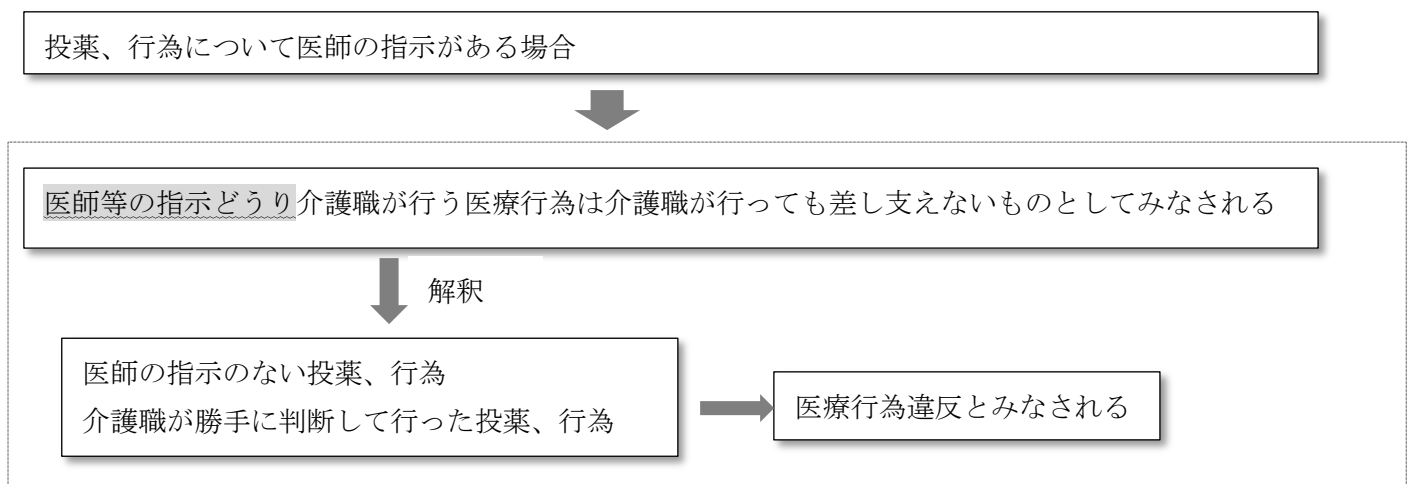 投薬、行為について医師の指示がある場合
医師等の指示どうり介護職が行う医療行為は介護職が行っても差し支えないものとしてみなされる
解釈
医師の指示のない投薬、行為
介護職が勝手に判断して行った投薬、行為
医療行為違反とみなされる